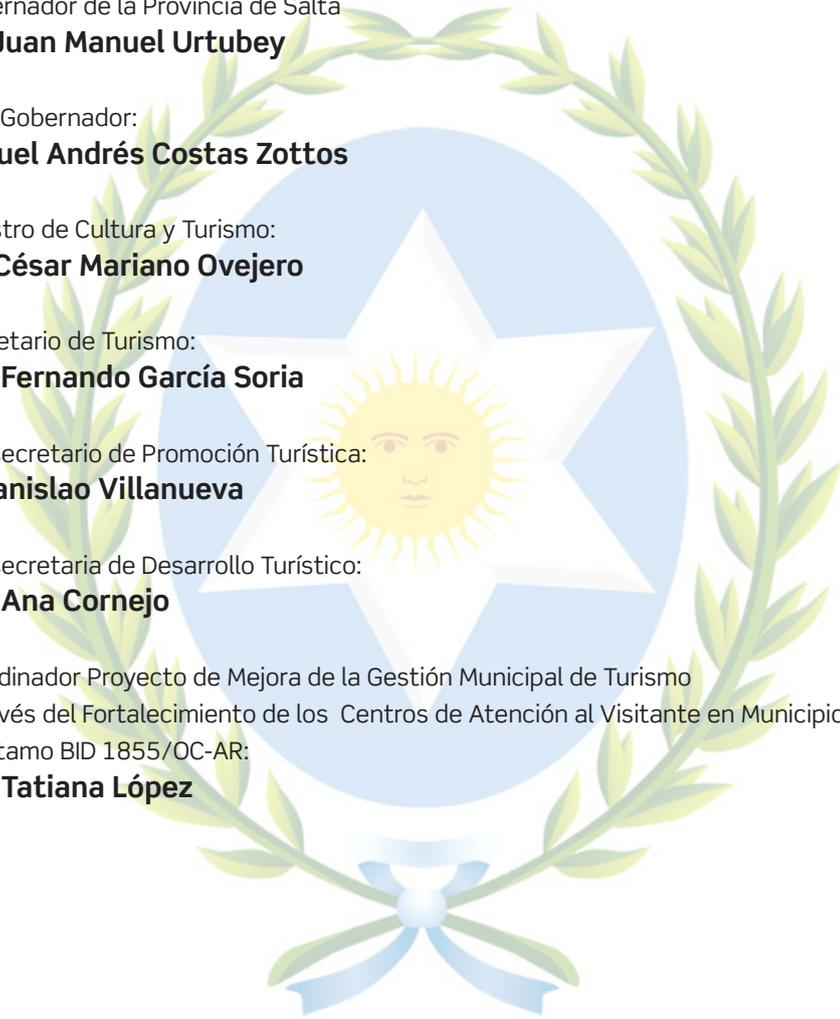 ernador de la Provincia de Salta
Juan Manuel Urtubey
Gobernador:
uel Andrés Costas Zottos
stro de Cultura y Turismo:
César Mariano Ovejero
etario de Turismo:
Fernando García Soria
ecretario de Promoción Turística:
anislao Villanueva
ecretaria de Desarrollo Turístico:
Ana Cornejo
dinador Proyecto de Mejora de la Gestión Municipal de Turismo
vés del Fortalecimiento de los Centros de Atención al Visitante en Municipio
tamo BID 1855/OC-AR:
Tatiana López